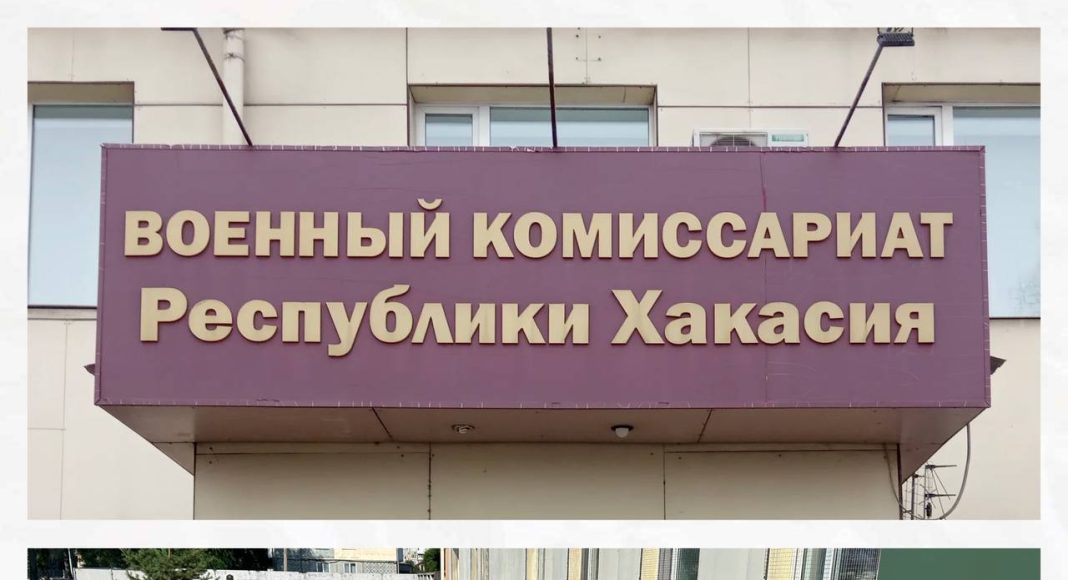 ВОЕННЫЙ КОМИССАРИАТ
Республики Хакасия